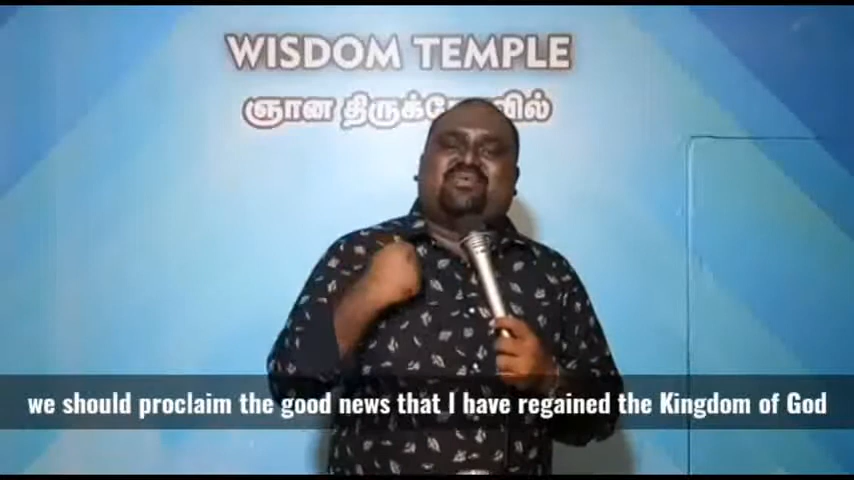 WISDOM TEMPLE
ஞான
we should proclaim the good news that I have regained the Kingdom of God